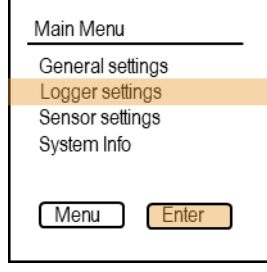 Main Menu
General settings
Logger settings
Sensor settings
System Info
Menu Enter